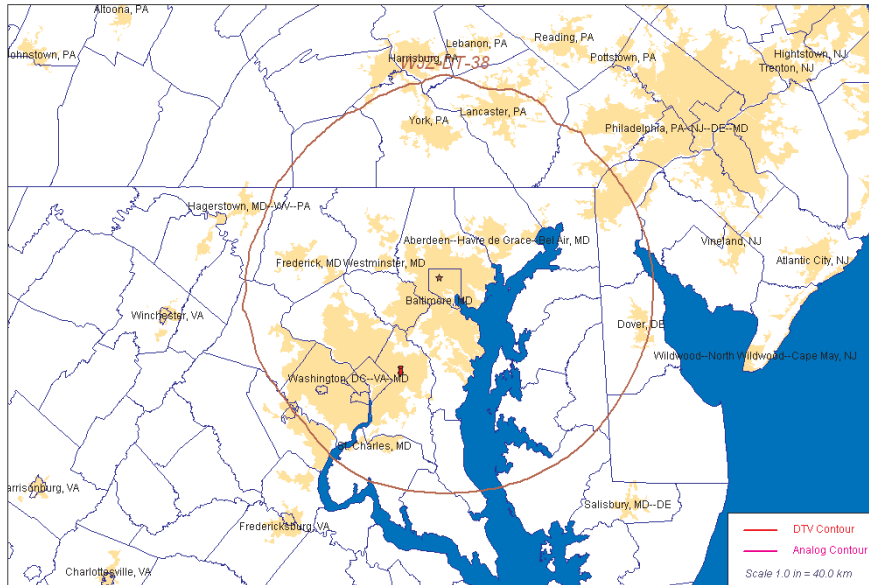 Altoona, PA
Johnstown, PA
Lebanon, PA
Reading, PA
Hightstown, NJ
Harrisburg, PA
Pottstown, PA
Trenton, NJ
WJZ-DT-38
Lancaster, PA
York, PA
Philadelphia, PA--NJ--DE--MD
Hagerstown, MD--WV--PA
Aberdeen--Havre de Grace--Bel Air, MD
Vineland, NJ
Frederick, MD
Westminster, MD
Atlantic City, NJ
Baltimore, MD
Winchester, VA
Dover, DE
Wildwood--North Wildwood--Cape May, NJ
Washington, DC--VA--MD
St. Charles, MD
Harrisonburg, VA
Salisbury, MD--DE
Fredericksburg, VA
Charlottesville, VA
DTV Contour
Analog Contour
Scale 1.0 in = 40.0 km